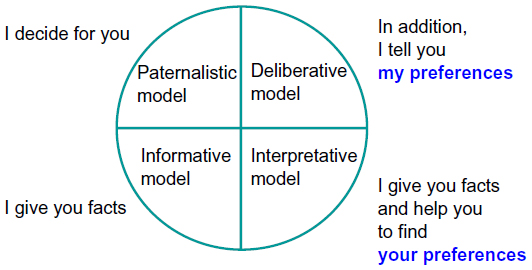 I decide for you
In addition,
I tell you
my preferences
Paternalistic
model
Deliberative
model
Informative
model
Interpretative
model
I give you facts
I give you facts
and help you
to find
your preferences